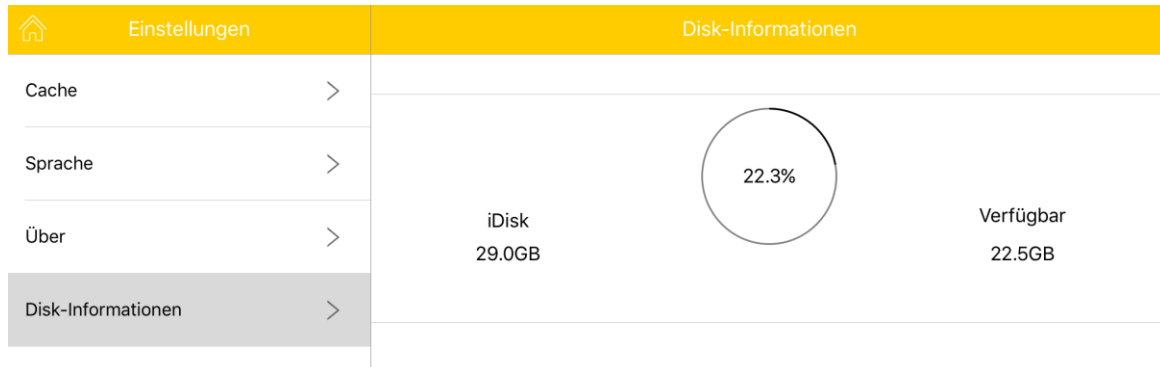 Einstellungen
Disk-Informationen
Cache
Sprache
Über
Disk-Informationen
22.3%
iDisk
29.0GB
Verfügbar
22.5GB